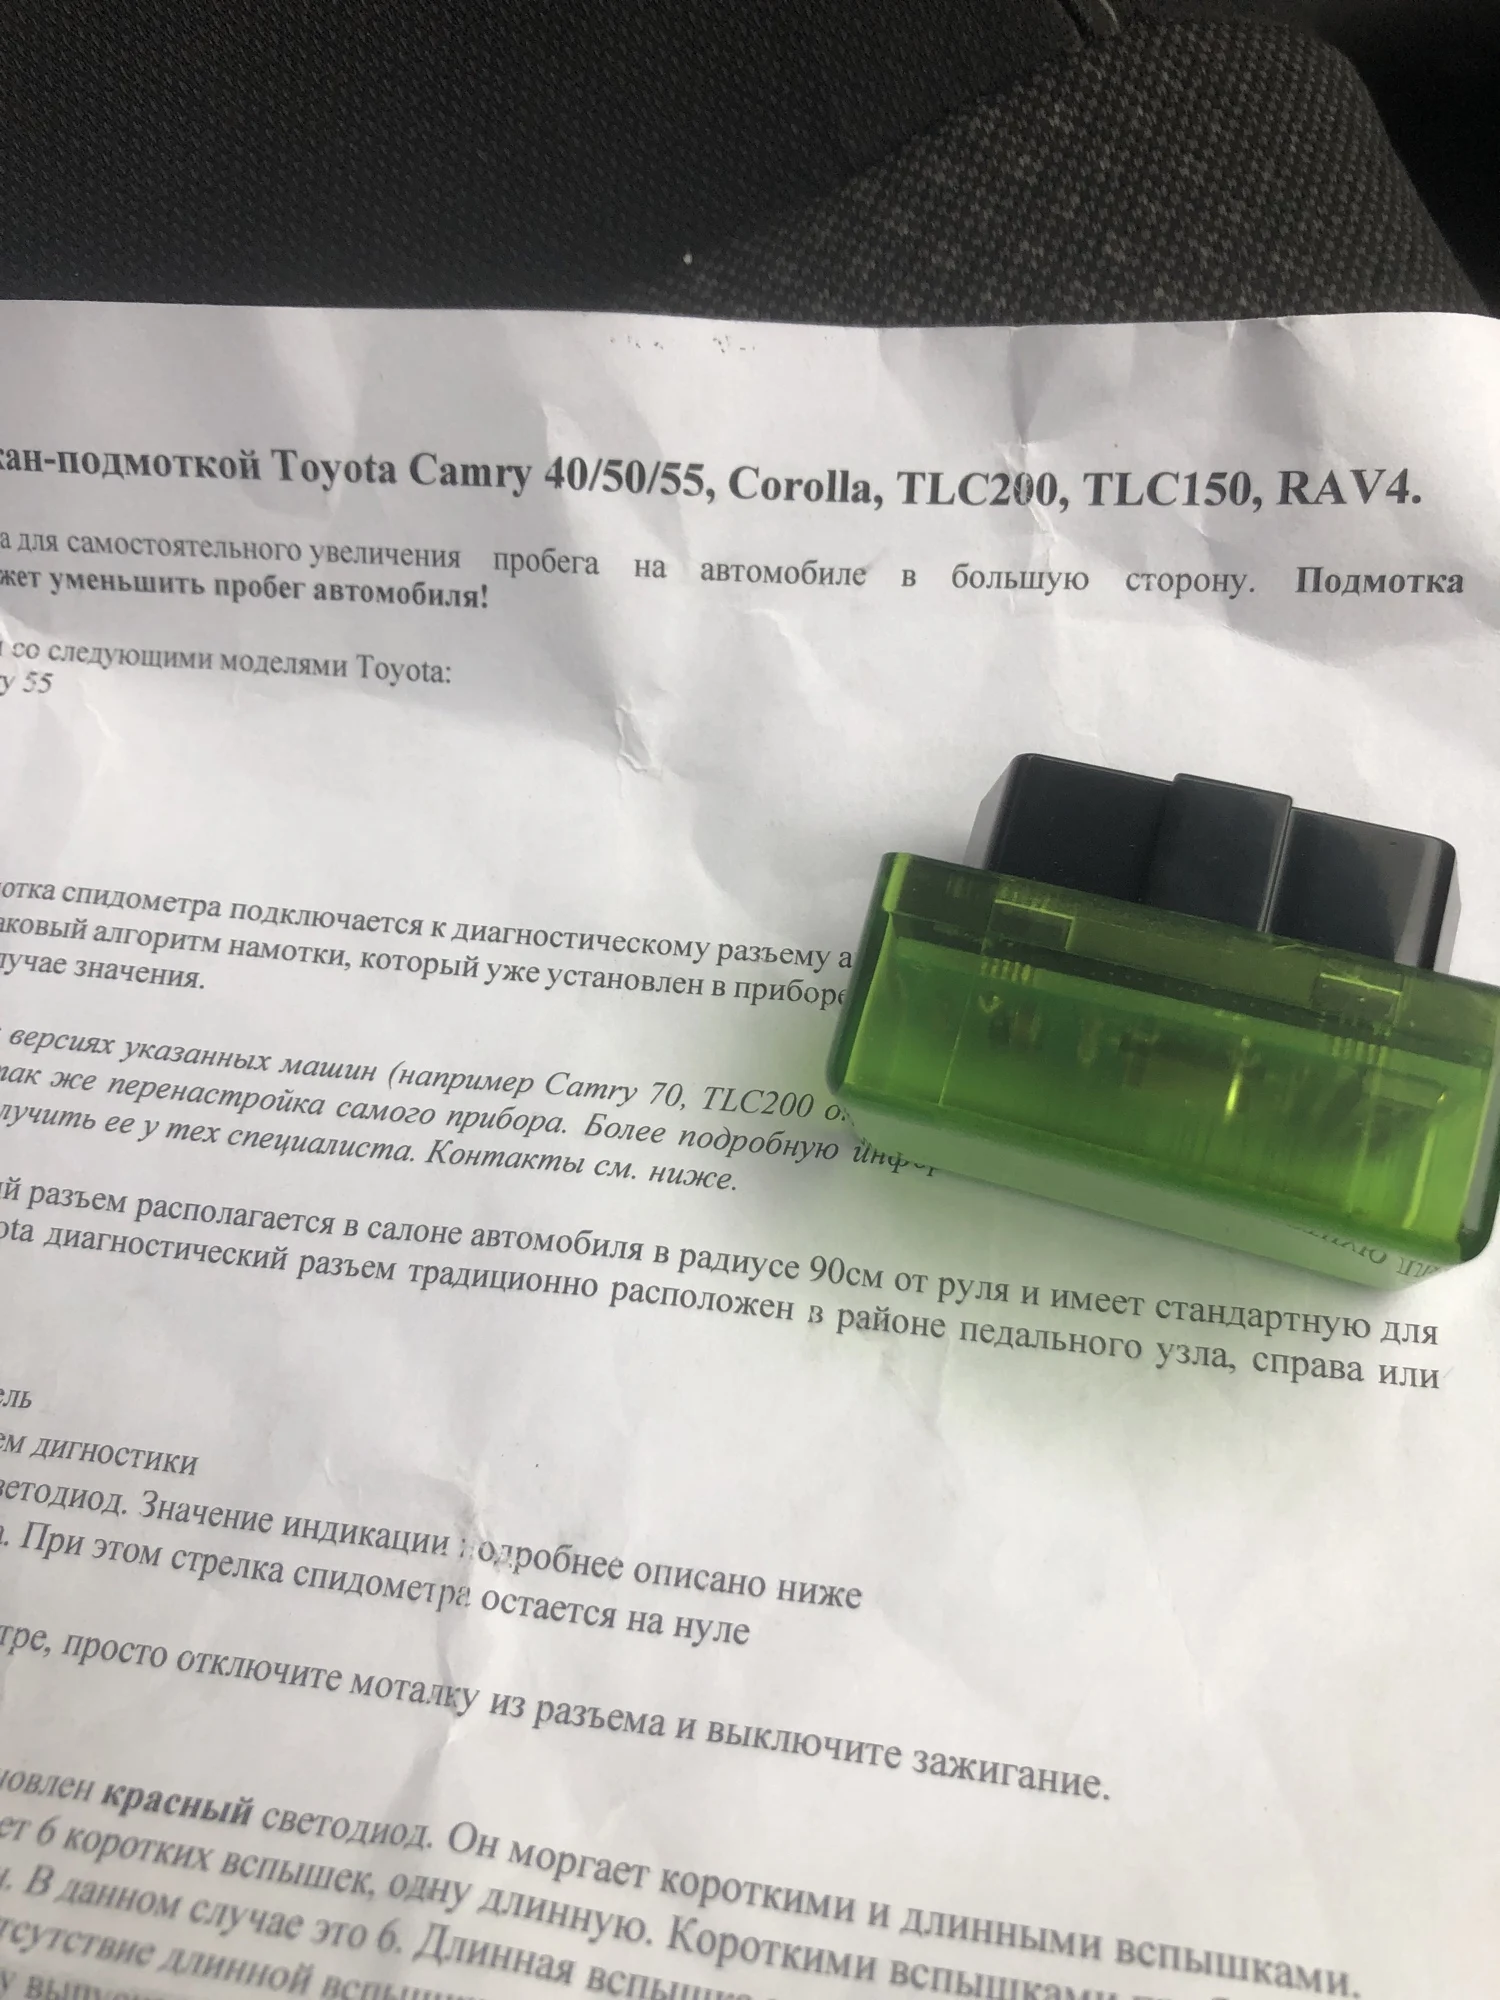 кан-подмоткой Toyota Camry 40/50/55, Corolla, TLC200, TLC150, RAV4.
а для самостоятельного увеличения пробега на автомобиле в большую сторону. Подмотка
жет уменьшить пробег автомобиля!
со следующими моделями Toyota:
y 55
отка спидометра подключается к диагностическому разъему а
аковый алгоритм намотки, который уже установлен в приборе
лучае значения.
версиях указанных машин (например Camry 70, TLC200 о
так же перенастройка самого прибора. Более подробную инфор
лучить ее у тех специалиста. Контакты см. ниже.
ий разъем располагается в салоне автомобиля в радиусе 90см от руля и имеет стандартную для
ota диагностический разъем традиционно расположен в районе педального узла, справа или
ель
ем дигностики
ветодиод. Значение индикации подробнее описано ниже
а. При этом стрелка спидометра остается на нуле
тре, просто отключите моталку из разъема и выключите зажигание.
новлен красный светодиод. Он моргает короткими и длинными вспышками.
ет 6 коротких вспышек, одну длинную. Короткими вспышками
и. В данном случае это 6. Длинная вспышка
тсутствие длинной вспышки